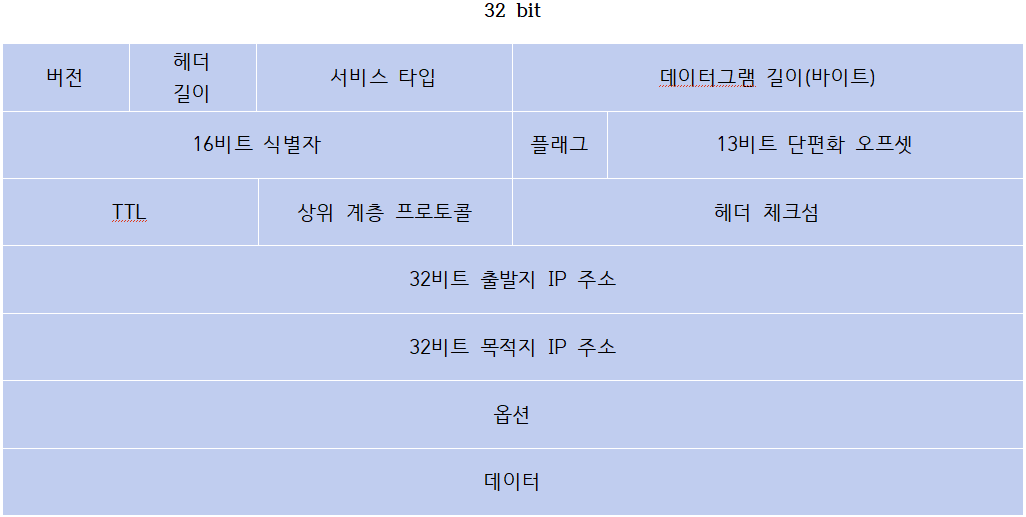 32 bit
버전
헤더
길이
서비스 타입
데이터그램 길이(바이트)
16비트 식별자
플래그
13비트 단편화 오프셋
TTL
상위 계층 프로토콜
헤더 체크섬
32비트 출발지 IP 주소
32비트 목적지 IP 주소
옵션
데이터